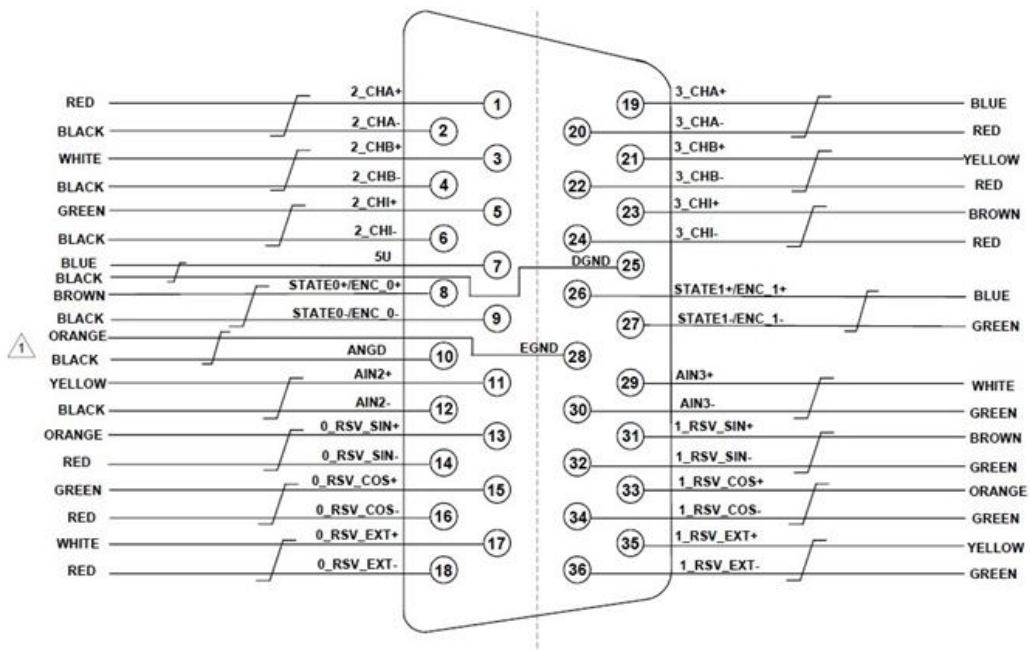 RED 2_CHA+ 1
BLACK 2_CHA- 2
WHITE 2_CHB+ 3
BLACK 2_CHB- 4
GREEN 2_CHI+ 5
BLACK 2_CHI- 6
BLUE 5U 7
BLACK
BROWN STATE0+/ENC_0+ 8
BLACK STATE0-/ENC_0- 9
ORANGE
1 BLACK ANGD 10
YELLOW AIN2+ 11
BLACK AIN2- 12
ORANGE 0_RSV_SIN+ 13
RED 0_RSV_SIN- 14
GREEN 0_RSV_COS+ 15
RED 0_RSV_COS- 16
WHITE 0_RSV_EXT+ 17
RED 0_RSV_EXT- 18
19 3_CHA+ BLUE
20 3_CHA- RED
21 3_CHB+ YELLOW
22 3_CHB- RED
23 3_CHI+ BROWN
24 3_CHI- RED
DGND 25
26 STATE1+/ENC_1+ BLUE
27 STATE1-/ENC_1- GREEN
EGND 28
29 AIN3+ WHITE
30 AIN3- GREEN
31 1_RSV_SIN+ BROWN
32 1_RSV_SIN- GREEN
33 1_RSV_COS+ ORANGE
34 1_RSV_COS- GREEN
35 1_RSV_EXT+ YELLOW
36 1_RSV_EXT- GREEN